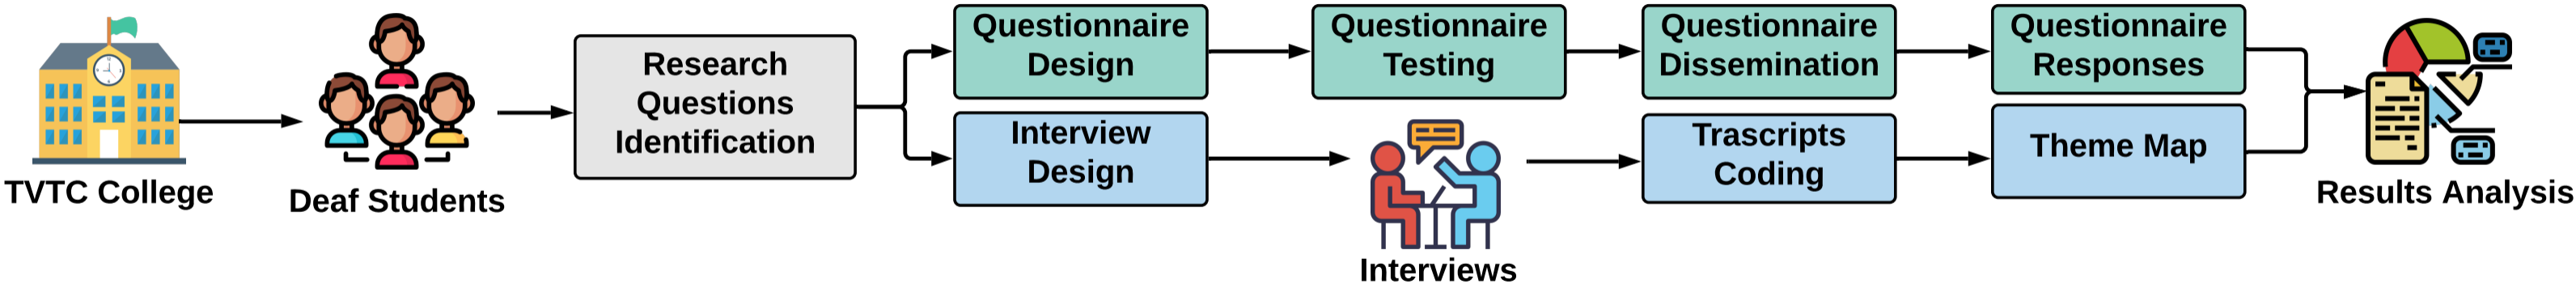 TVTC College
Deaf Students
Research
Questions
Identification
Questionnaire
Design
Questionnaire
Testing
Questionnaire
Dissemination
Questionnaire
Responses
Interview
Design
Interviews
Trascripts
Coding
Theme Map
Results Analysis